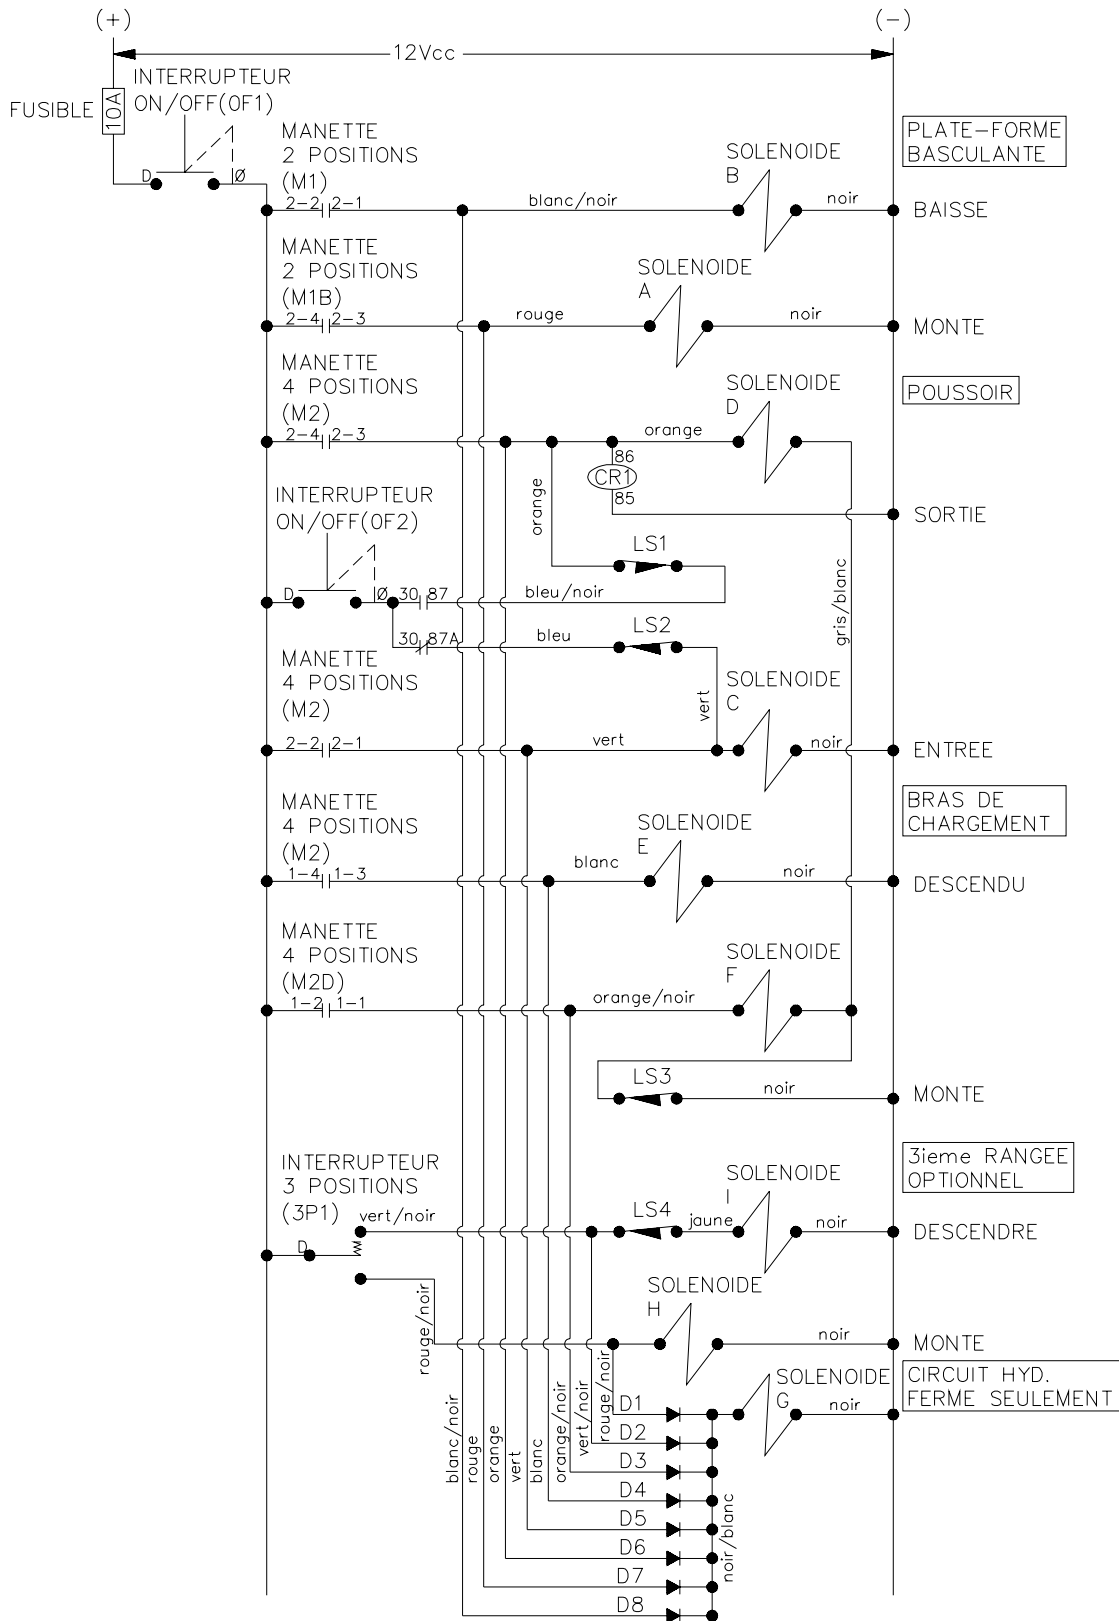 (+)
(-)
12Vcc
INTERRUPTEUR
ON/OFF(OF1)
FUSIBLE
10A
D
Ø
MANETTE
2 POSITIONS
(M1)
2-2
2-1
blanc/noir
SOLENOIDE
B
noir
PLATE-FORME
BASCULANTE
BAISSE
MANETTE
2 POSITIONS
(M1B)
2-4
2-3
rouge
SOLENOIDE
A
noir
MONTE
MANETTE
4 POSITIONS
(M2)
2-4
2-3
orange
SOLENOIDE
D
POUSSOIR
86
CR1
85
orange
SORTIE
INTERRUPTEUR
ON/OFF(OF2)
D
Ø
30
87
bleu/noir
LS1
gris/blanc
30
87A
bleu
LS2
vert
MANETTE
4 POSITIONS
(M2)
2-2
2-1
vert
SOLENOIDE
C
noir
ENTREE
BRAS DE
CHARGEMENT
MANETTE
4 POSITIONS
(M2)
1-4
1-3
blanc
SOLENOIDE
E
noir
DESCENDU
MANETTE
4 POSITIONS
(M2D)
1-2
1-1
orange/noir
SOLENOIDE
F
LS3
noir
MONTE
3ieme RANGEE
OPTIONNEL
INTERRUPTEUR
3 POSITIONS
(3P1)
D
vert/noir
LS4
jaune
SOLENOIDE
I
noir
DESCENDRE
rouge/noir
SOLENOIDE
H
noir
MONTE
CIRCUIT HYD.
FERME SEULEMENT
SOLENOIDE
G
noir
blanc/noir
rouge
orange
vert
blanc
orange/noir
vert/noir
rouge/noir
D1
D2
D3
D4
D5
D6
D7
D8
noir/blanc